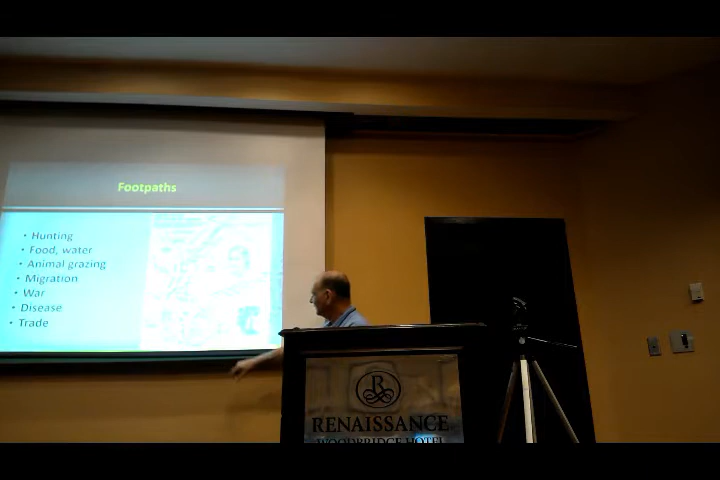 Footpaths
• Hunting
• Food, water
• Animal grazing
• Migration
• War
• Disease
• Trade
R
RENAISSANCE
WOODBRIDGE HOTEL